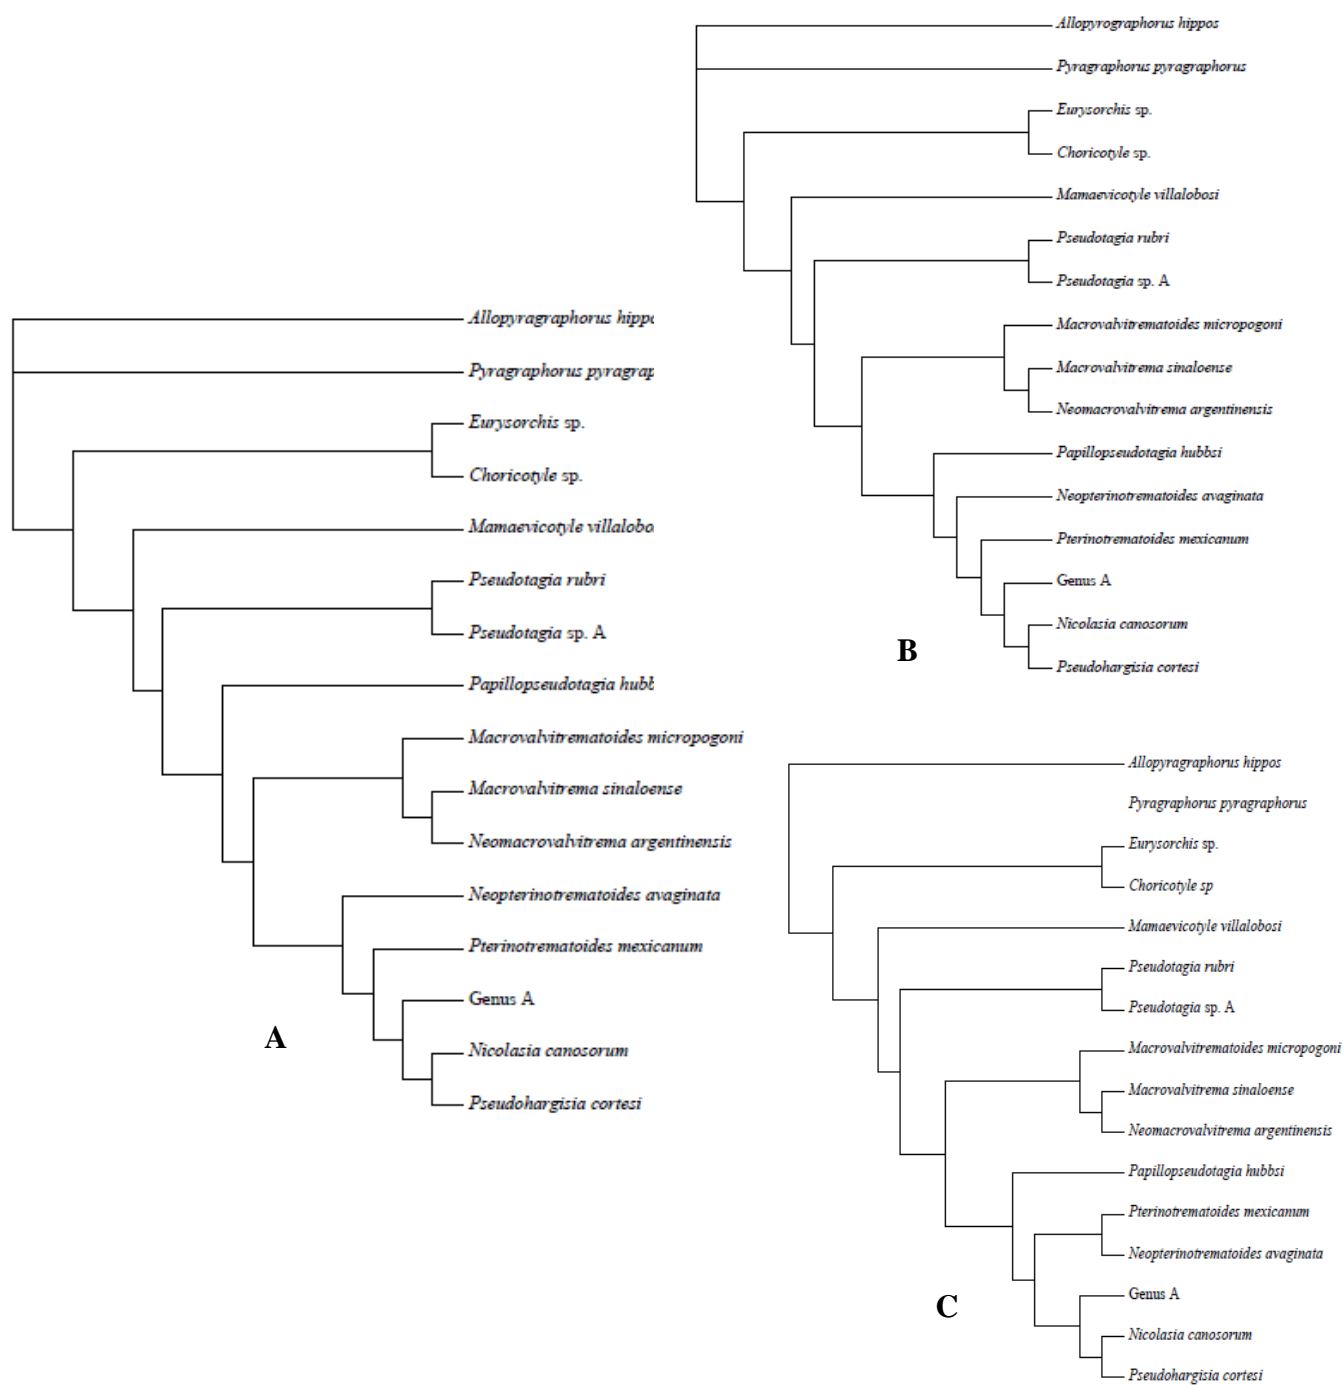 Allopyragraphorus hippo
Pyragraphorus pyragrap
Eurysorchis sp.
Choricotyle sp.
Mamaevicotyle villalobo
Pseudotagia rubri
Pseudotagia sp. A
Papillopseudotagia hubb
Macrovalvitrematoides micropogoni
Macrovalvitrema sinaloense
Neomacrovalvitrema argentinensis
Neopterinotrematoides avaginata
Pterinotrematoides mexicanum
Genus A
Nicolasia canosorum
Pseudohargisia cortesi
A
Allopyrographorus hippos
Pyragraphorus pyragraphorus
Eurysorchis sp.
Choricotyle sp.
Mamaevicotyle villalobosi
Pseudotagia rubri
Pseudotagia sp. A
Macrovalvitrematoides micropogoni
Macrovalvitrema sinaloense
Neomacrovalvitrema argentinensis
Papillopseudotagia hubbsi
Neopterinotrematoides avaginata
Pterinotrematoides mexicanum
Genus A
Nicolasia canosorum
Pseudohargisia cortesi
B
Allopyragraphorus hippos
Pyragraphorus pyragraphorus
Eurysorchis sp.
Choricotyle sp
Mamaevicotyle villalobosi
Pseudotagia rubri
Pseudotagia sp. A
Macrovalvitrematoides micropogoni
Macrovalvitrema sinaloense
Neomacrovalvitrema argentinensis
Papillopseudotagia hubbsi
Pterinotrematoides mexicanum
Neopterinotrematoides avaginata
Genus A
Nicolasia canosorum
Pseudohargisia cortesi
C